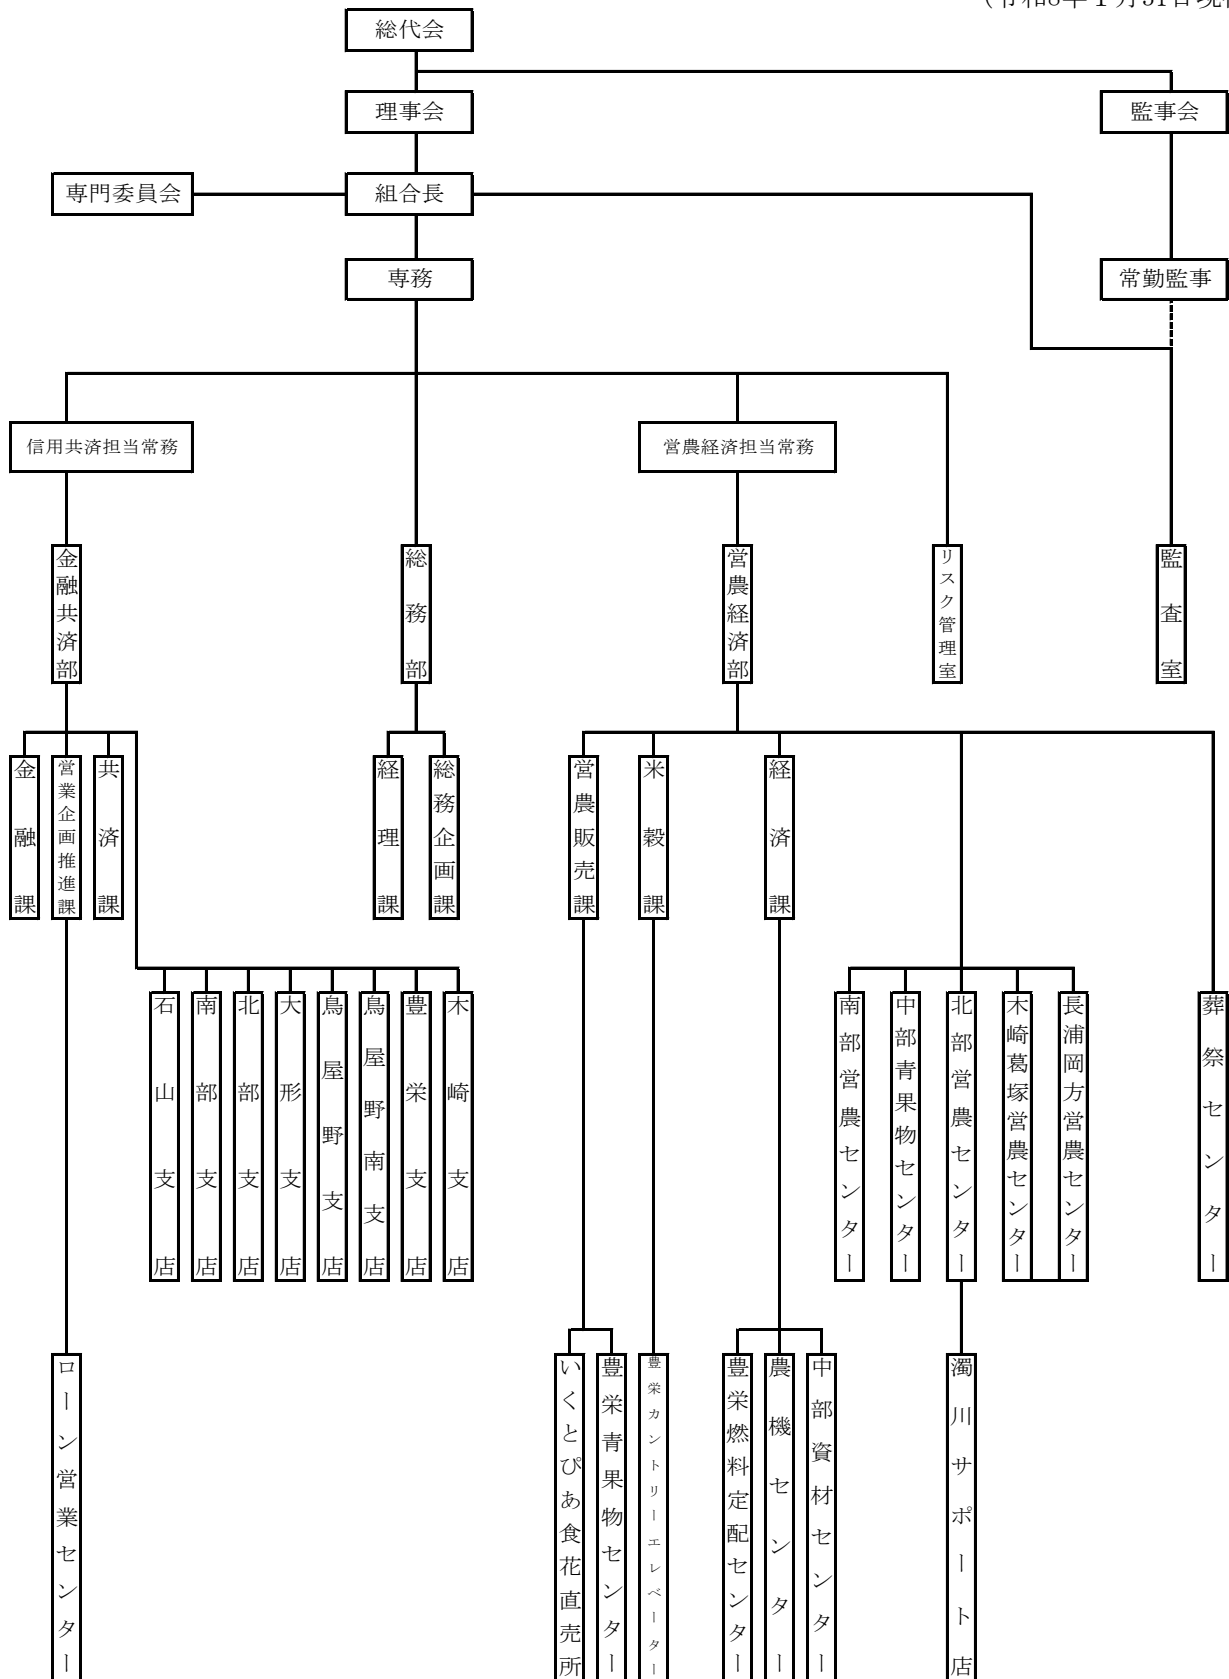 (令和8年1月31日現在
総代会
理事会
監事会
専門委員会
組合長
専務
常勤監事
信用共済担当常務
営農経済担当常務
金融共済部
総務部
営農経済部
リスク管理室
監査室
金融課
営業企画推進課
共済課
経理課
総務企画課
営農販売課
米穀課
経済課
石山支店
南部支店
北部支店
大形支店
鳥屋野支店
鳥屋野南支店
豊栄支店
木崎支店
南部営農センター
中部青果物センター
北部営農センター
木崎葛塚営農センター
長浦岡方営農センター
葬祭センター
ローン営業センター
いくとぴあ食花直売所
豊栄青果物センター
豊栄カントリーエレベーター
豊栄燃料定配センター
農機センター
中部資材センター
濁川サポート店